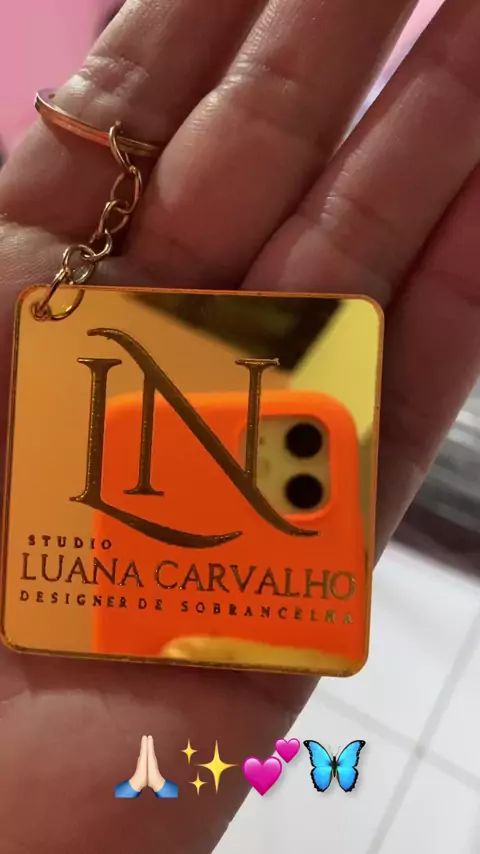 LN
STUDIO
LUANA CARVALHO
DESIGNER DE SOBRANCELHA